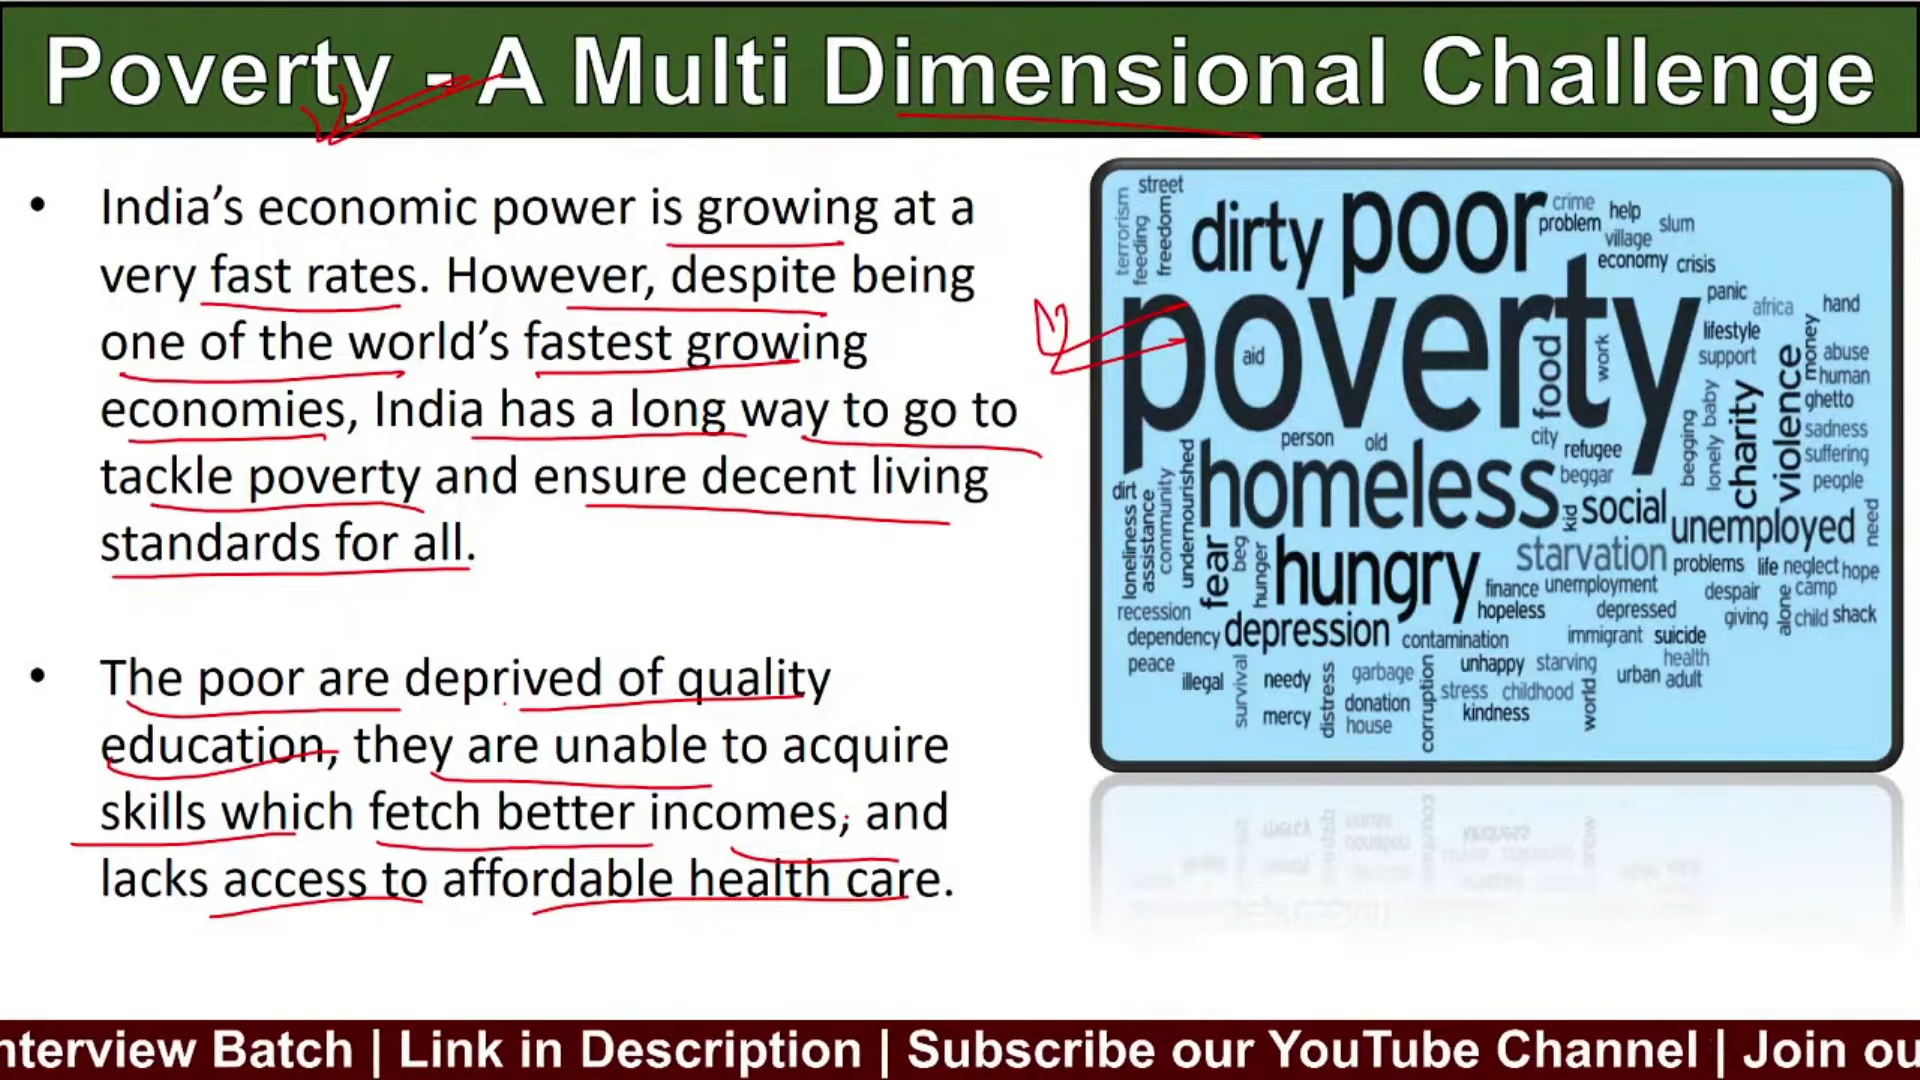 Poverty - A Multi Dimensional Challenge
• India’s economic power is growing at a
very fast rates. However, despite being
one of the world’s fastest growing
economies, India has a long way to go to
tackle poverty and ensure decent living
standards for all.
• The poor are deprived of quality
education, they are unable to acquire
skills which fetch better incomes, and
lacks access to affordable health care.
street
terrorism
feeding
freedom
dirty
poor
crime
problem
help
slum
village
economy
crisis
poverty
aid
food
work
panic
africa
hand
lifestyle
support
money
abuse
human
ghetto
violence
charity
baby
lonely
begging
sadness
suffering
people
person
old
city
refugee
beggar
dirt
community
undernourished
loneliness
assistance
homeless
kid
social
unemployed
need
fear
beg
hunger
hungry
starvation
problems
life
neglect
hope
finance
unemployment
despair
camp
recession
hopeless
depressed
giving
alone
child
shack
dependency
depression
contamination
immigrant
suicide
peace
illegal
survival
needy
distress
garbage
corruption
unhappy
starving
health
urban
adult
stress
childhood
world
mercy
donation
house
kindness
nterview Batch | Link in Description | Subscribe our YouTube Channel | Join ou